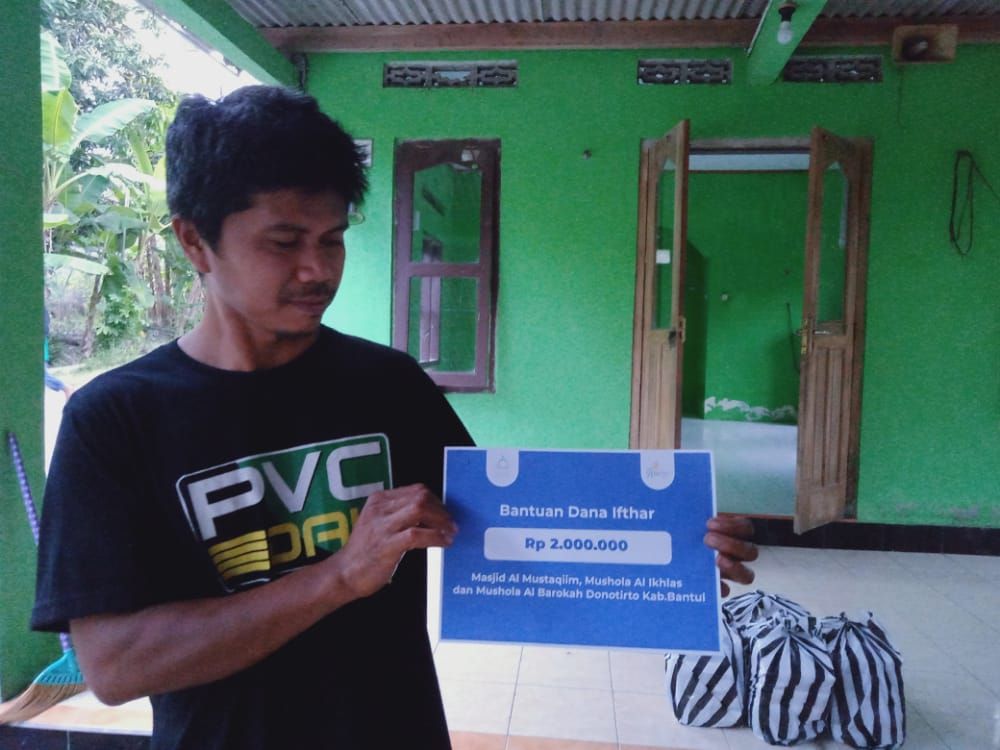 PVC
Bantuan Dana Ifthar
Rp 2.000.000
Masjid Al Mustaqiim, Mushola Al Ikhlas
dan Mushola Al Barokah Donotirto Kab.Bantul